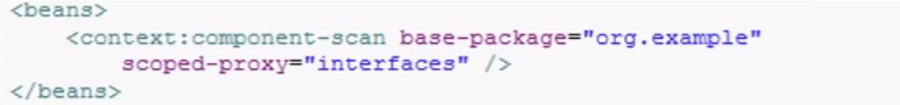 <beans>
<context:component-scan base-package="org.example"
scoped-proxy="interfaces" />
</beans>